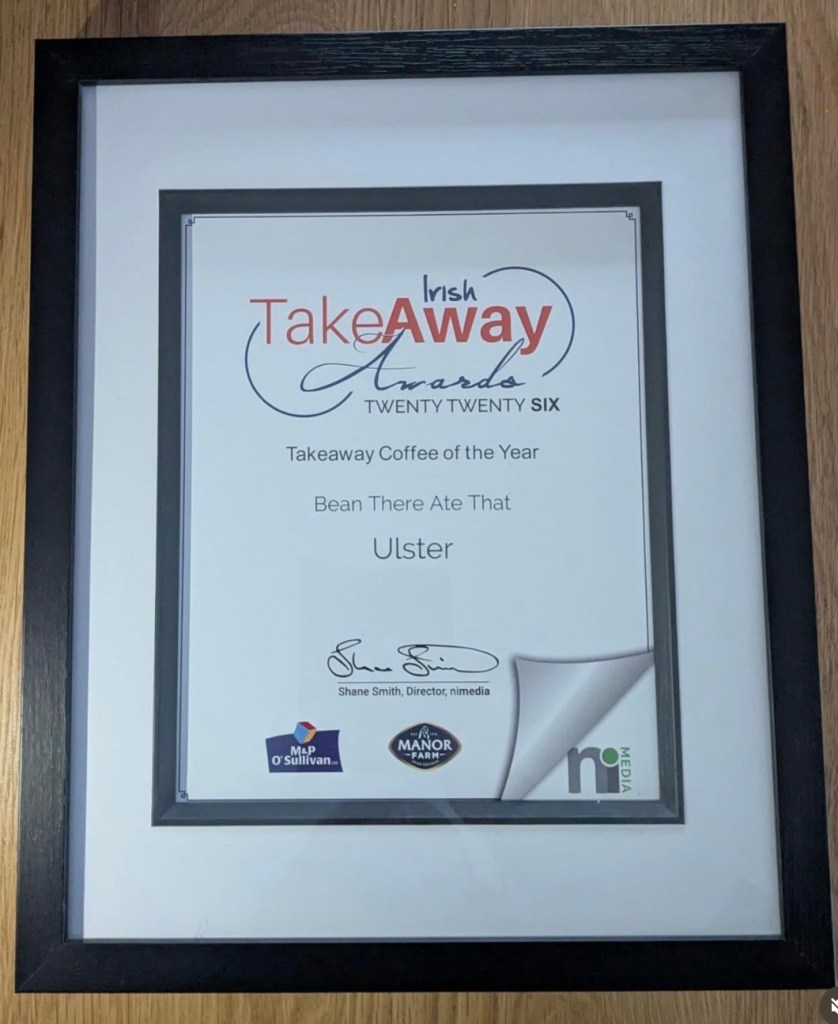 Irish
TakeAway
Awards
TWENTY TWENTY SIX
Takeaway Coffee of the Year
Bean There Ate That
Ulster
Shane Smith, Director, nimedia
M&P
O'Sullivan
MANOR
FARM
ni MEDIA